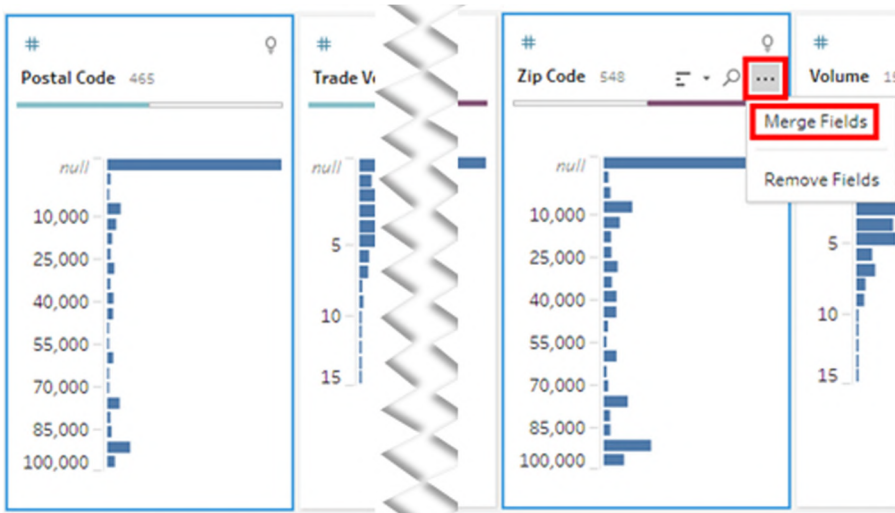 #
Postal Code 465
null
10,000
25,000
40,000
55,000
70,000
85,000
100,000
#
Trade
null
5
10
15
#
Zip Code 548
...
Merge Fields
Remove Fields
null
10,000
25,000
40,000
55,000
70,000
85,000
100,000
#
Volume
5
10
15